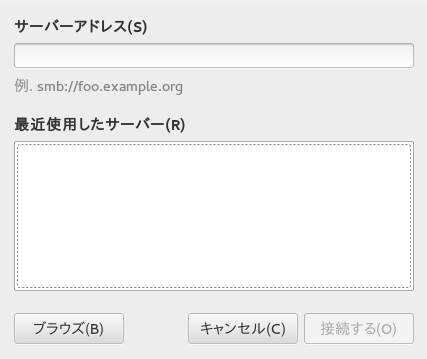 サーバーアドレス(S)
例. smb://foo.example.org
最近使用したサーバー(R)
ブラウズ(B)
キャンセル(C)
接続する(O)